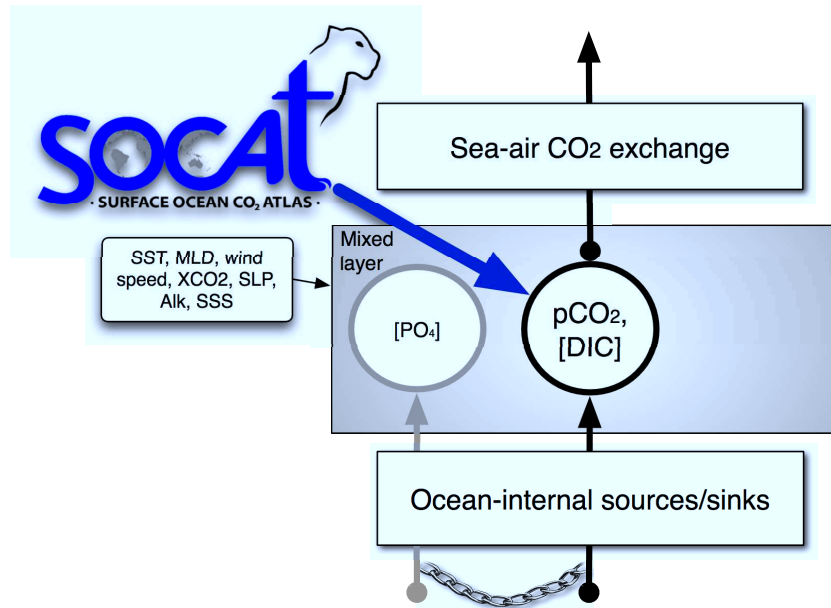 SOCAt
· SURFACE OCEAN CO₂ ATLAS ·
Sea-air CO2 exchange
SST, MLD, wind
speed, XCO2, SLP,
Alk, SSS
Mixed
layer
[PO4]
pCO2,
[DIC]
Ocean-internal sources/sinks